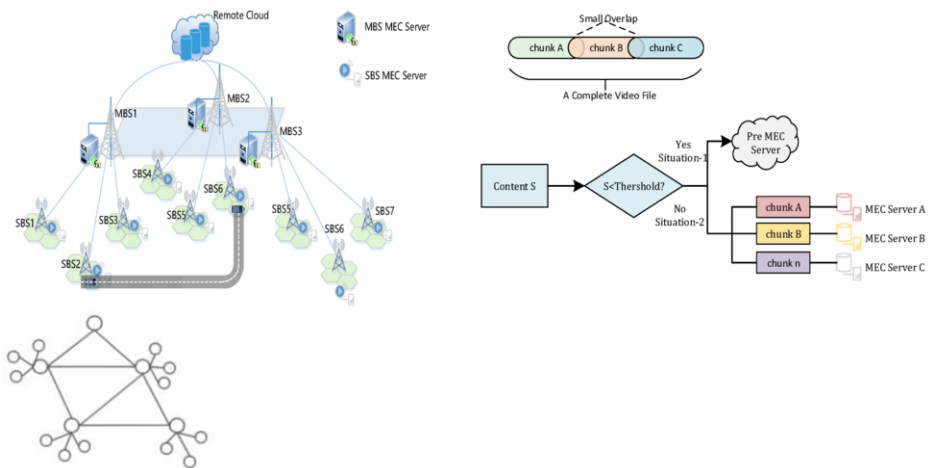 Remote Cloud
MBS MEC Server
SBS MEC Server
MBS1
MBS2
MBS3
SBS4
SBS6
SBS1
SBS3
SBS5
SBS5
SBS7
SBS6
SBS2
Small Overlap
chunk A
chunk B
chunk C
A Complete Video File
Content S
S<Thershold?
Yes
Situation-1
No
Situation-2
Pre MEC
Server
chunk A
MEC Server A
chunk B
MEC Server B
chunk n
MEC Server C